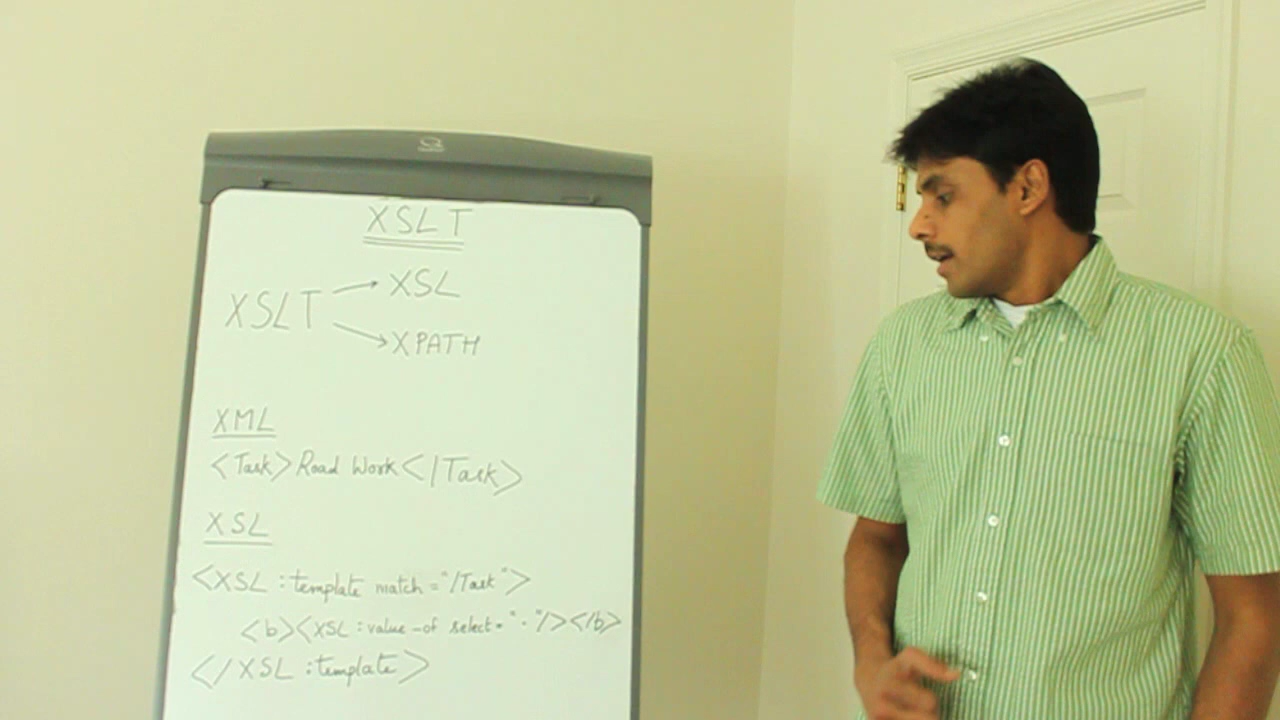 XSLT
XSLT → XSL
→ XPATH
XML
<Task>Road Work</Task>
XSL
<XSL:template match="/Task">
<b><XSL:value-of select="."/></b>
</XSL:template>